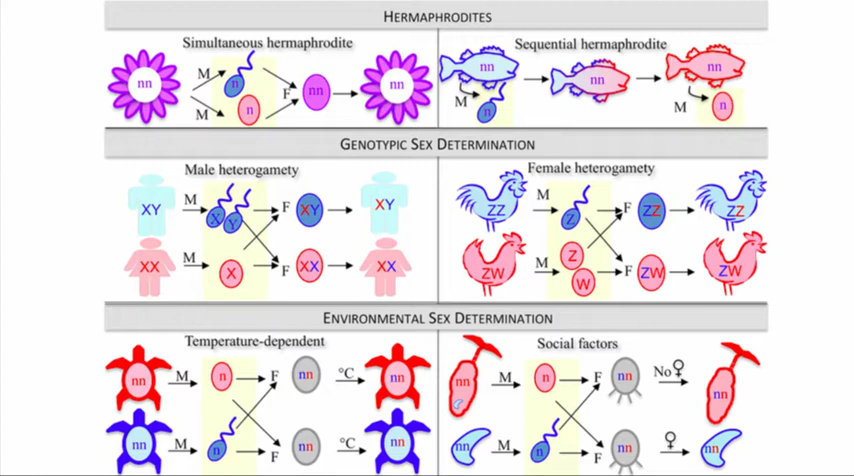 HERMAPHRODITES
Simultaneous hermaphrodite
nn
M
M
n
n
F
nn
nn
Sequential hermaphrodite
nn
M
n
nn
nn
M
n
GENOTYPIC SEX DETERMINATION
Male heterogamety
XY
M
X
Y
F
XY
XY
XX
M
X
F
XX
XX
Female heterogamety
ZZ
M
Z
F
ZZ
ZZ
ZW
M
Z
W
F
ZW
ZW
ENVIRONMENTAL SEX DETERMINATION
Temperature-dependent
nn
M
n
F
nn
°C
nn
nn
M
n
F
nn
°C
nn
Social factors
nn
M
n
F
nn
No♀
nn
nn
M
n
F
nn
♀
nn